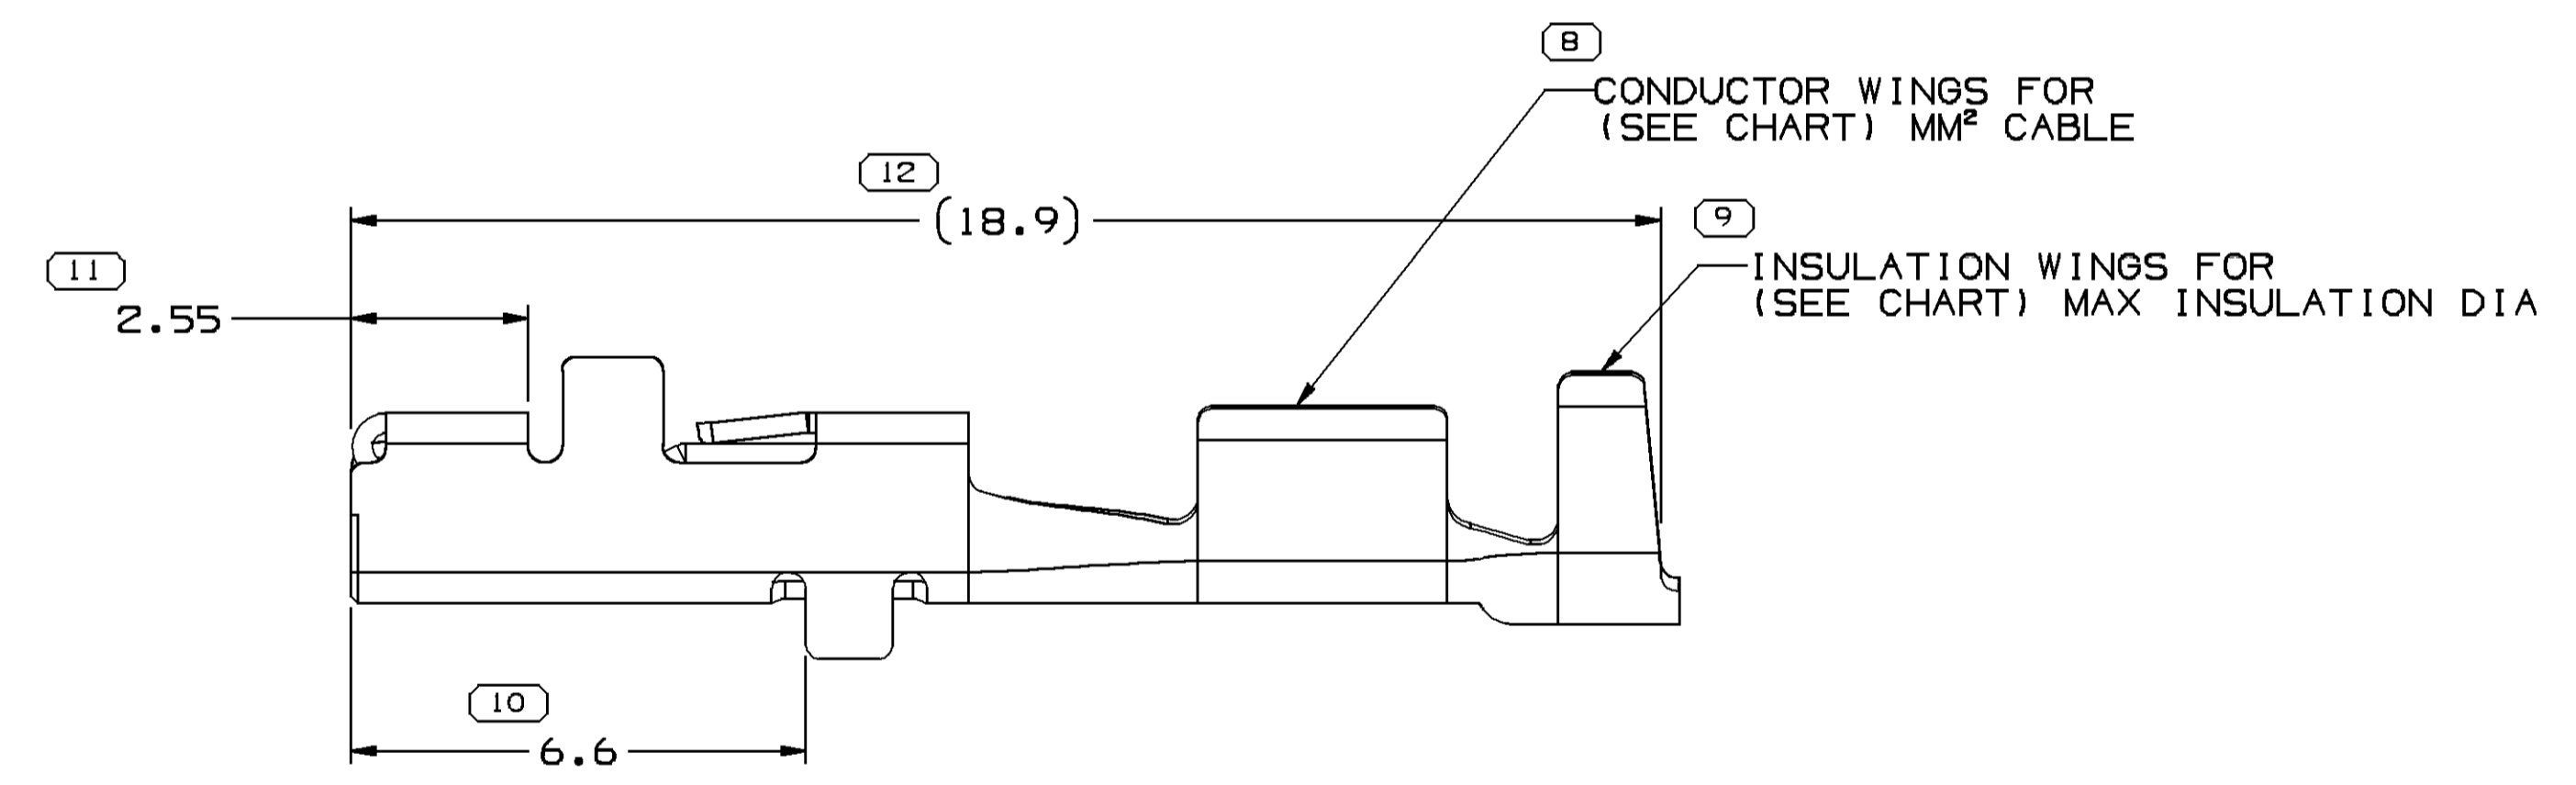 8
CONDUCTOR WINGS FOR
(SEE CHART) MM² CABLE
12
(18.9)
9
INSULATION WINGS FOR
(SEE CHART) MAX INSULATION DIA
11
2.55
10
6.6